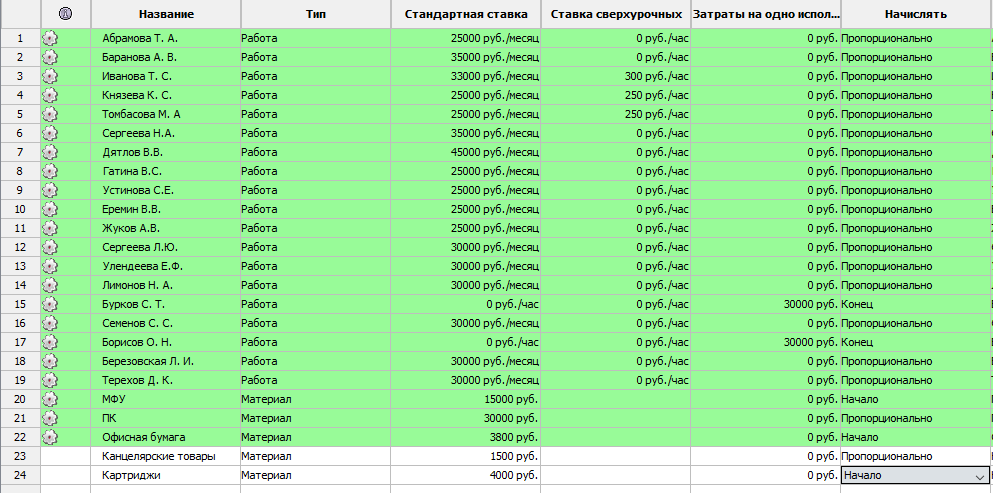 Название Тип Стандартная ставка Ставка сверхурочных Затраты на одно испол... Начислять
1 Абрамова Т. А. Работа 25000 руб./месяц 0 руб./час 0 руб. Пропорционально
2 Баранова А. В. Работа 35000 руб./месяц 0 руб./час 0 руб. Пропорционально
3 Иванова Т. С. Работа 33000 руб./месяц 300 руб./час 0 руб. Пропорционально
4 Князева К. С. Работа 25000 руб./месяц 250 руб./час 0 руб. Пропорционально
5 Томбасова М. А Работа 25000 руб./месяц 250 руб./час 0 руб. Пропорционально
6 Сергеева Н.А. Работа 35000 руб./месяц 0 руб./час 0 руб. Пропорционально
7 Дятлов В.В. Работа 45000 руб./месяц 0 руб./час 0 руб. Пропорционально
8 Гатина В.С. Работа 25000 руб./месяц 0 руб./час 0 руб. Пропорционально
9 Устинова С.Е. Работа 25000 руб./месяц 0 руб./час 0 руб. Пропорционально
10 Еремин В.В. Работа 25000 руб./месяц 0 руб./час 0 руб. Пропорционально
11 Жуков А.В. Работа 25000 руб./месяц 0 руб./час 0 руб. Пропорционально
12 Сергеева Л.Ю. Работа 30000 руб./месяц 0 руб./час 0 руб. Пропорционально
13 Улендеева Е.Ф. Работа 30000 руб./месяц 0 руб./час 0 руб. Пропорционально
14 Лимонов Н. А. Работа 30000 руб./месяц 0 руб./час 0 руб. Пропорционально
15 Бурков С. Т. Работа 0 руб./час 0 руб./час 30000 руб. Конец
16 Семенов С. С. Работа 30000 руб./месяц 0 руб./час 0 руб. Пропорционально
17 Борисов О. Н. Работа 0 руб./час 0 руб./час 30000 руб. Конец
18 Березовская Л. И. Работа 30000 руб./месяц 0 руб./час 0 руб. Пропорционально
19 Терехов Д. К. Работа 30000 руб./месяц 0 руб./час 0 руб. Пропорционально
20 МФУ Материал 15000 руб. 0 руб. Начало
21 ПК Материал 30000 руб. 0 руб. Пропорционально
22 Офисная бумага Материал 3800 руб. 0 руб. Начало
23 Канцелярские товары Материал 1500 руб. 0 руб. Пропорционально
24 Картриджи Материал 4000 руб. 0 руб. Начало